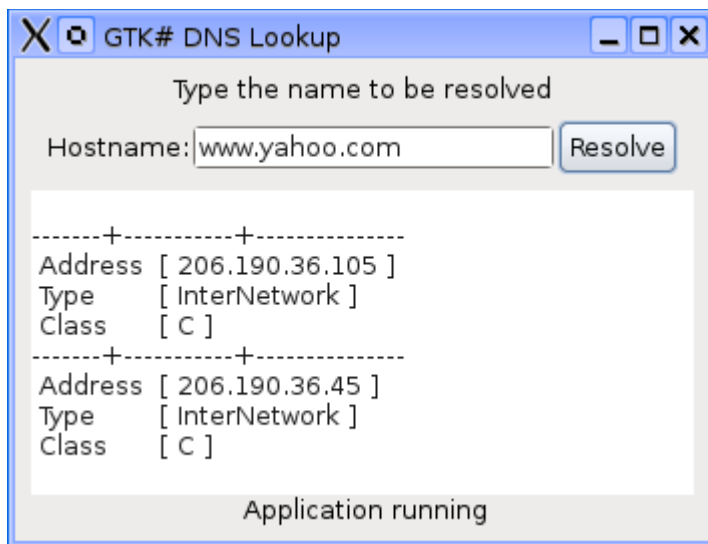 GTK# DNS Lookup
Type the name to be resolved
Hostname: www.yahoo.com Resolve
-------+-----------+---------------
Address [ 206.190.36.105 ]
Type [ InterNetwork ]
Class [ C ]
-------+-----------+---------------
Address [ 206.190.36.45 ]
Type [ InterNetwork ]
Class [ C ]
Application running